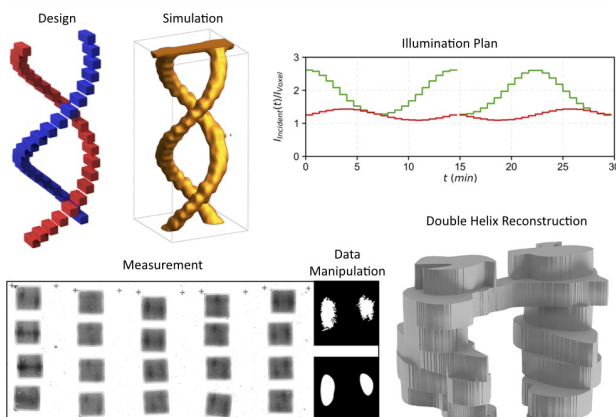 Design
Simulation
Illumination Plan
I_Incident(t)/I_Voxel
3
2
1
0
0 5 10 15 20 25 30
t (min)
Measurement
Data
Manipulation
Double Helix Reconstruction